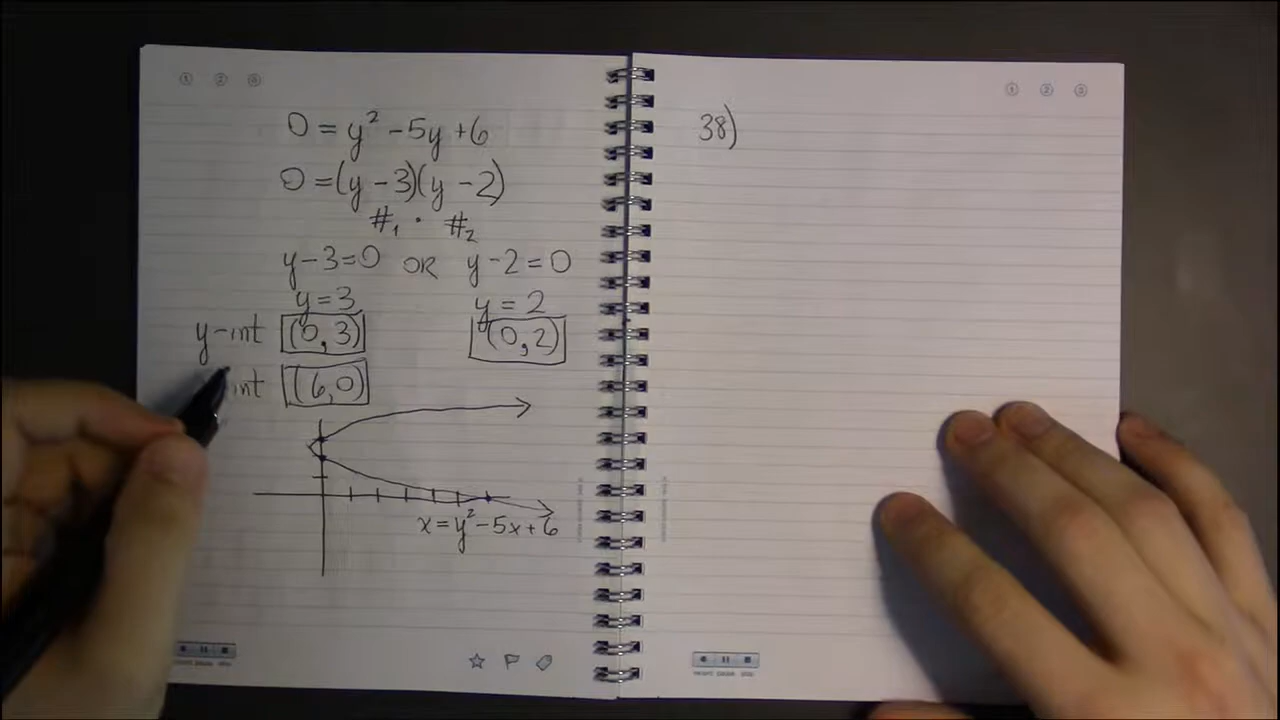 0 = y² - 5y + 6
0 = (y - 3)(y - 2)
#₁ · #₂
y - 3 = 0 OR y - 2 = 0
y = 3 y = 2
y-int (0, 3) (0, 2)
int (6, 0)
x = y² - 5x + 6
38)